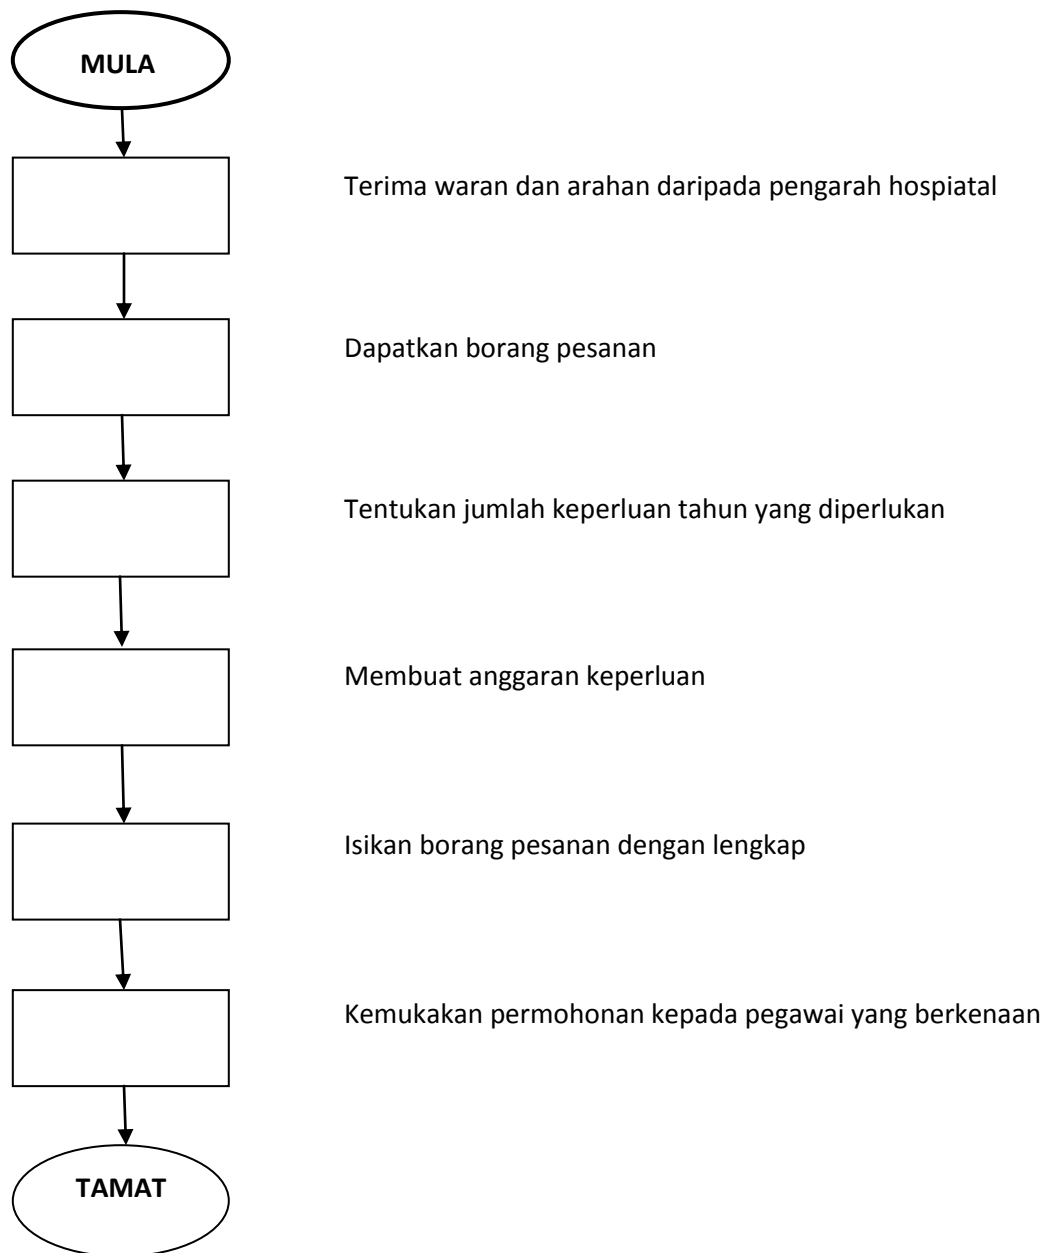 MULA
Terima waran dan arahan daripada pengarah hospiatal
Dapatkan borang pesanan
Tentukan jumlah keperluan tahun yang diperlukan
Membuat anggaran keperluan
Isikan borang pesanan dengan lengkap
Kemukakan permohonan kepada pegawai yang berkenaan
TAMAT